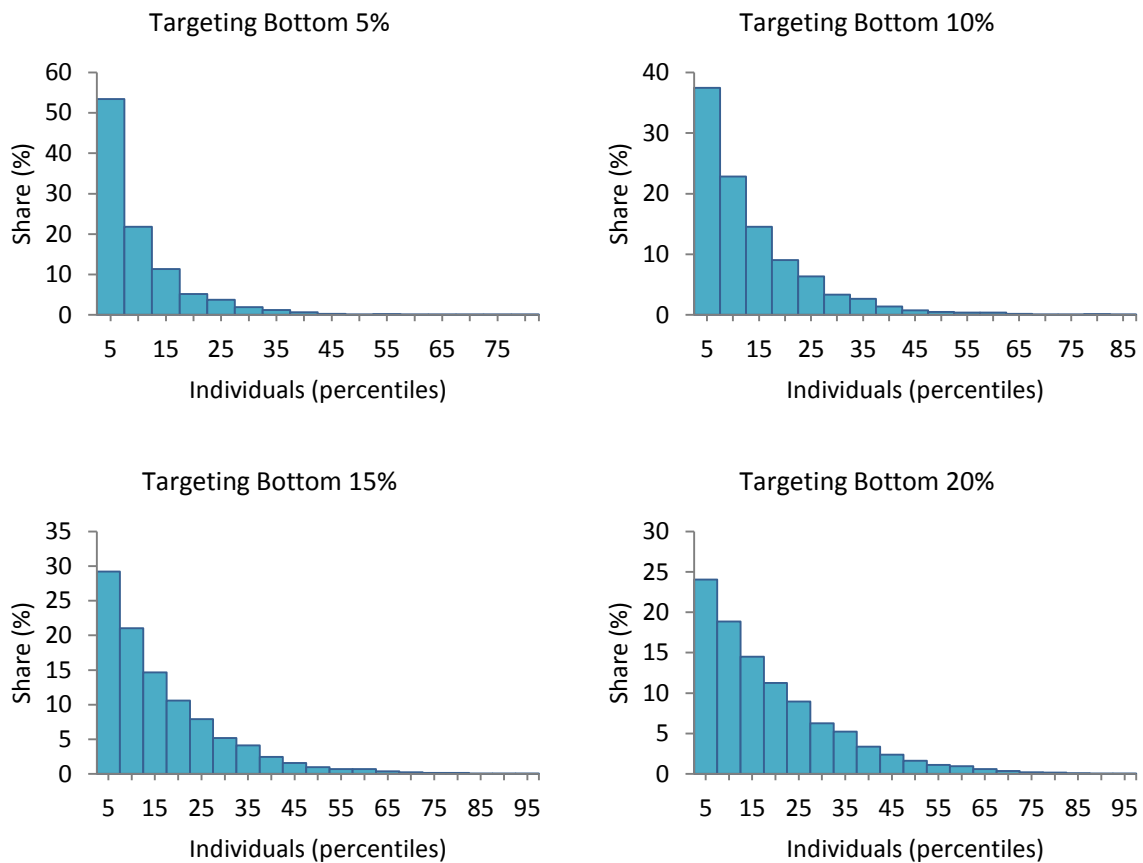 Targeting Bottom 5%
60
50
40
30
20
10
0
Share (%)
5 15 25 35 45 55 65 75
Individuals (percentiles)
Targeting Bottom 10%
40
30
20
10
0
Share (%)
5 15 25 35 45 55 65 75 85
Individuals (percentiles)
Targeting Bottom 15%
35
30
25
20
15
10
5
0
Share (%)
5 15 25 35 45 55 65 75 85 95
Individuals (percentiles)
Targeting Bottom 20%
30
25
20
15
10
5
0
Share (%)
5 15 25 35 45 55 65 75 85 95
Individuals (percentiles)